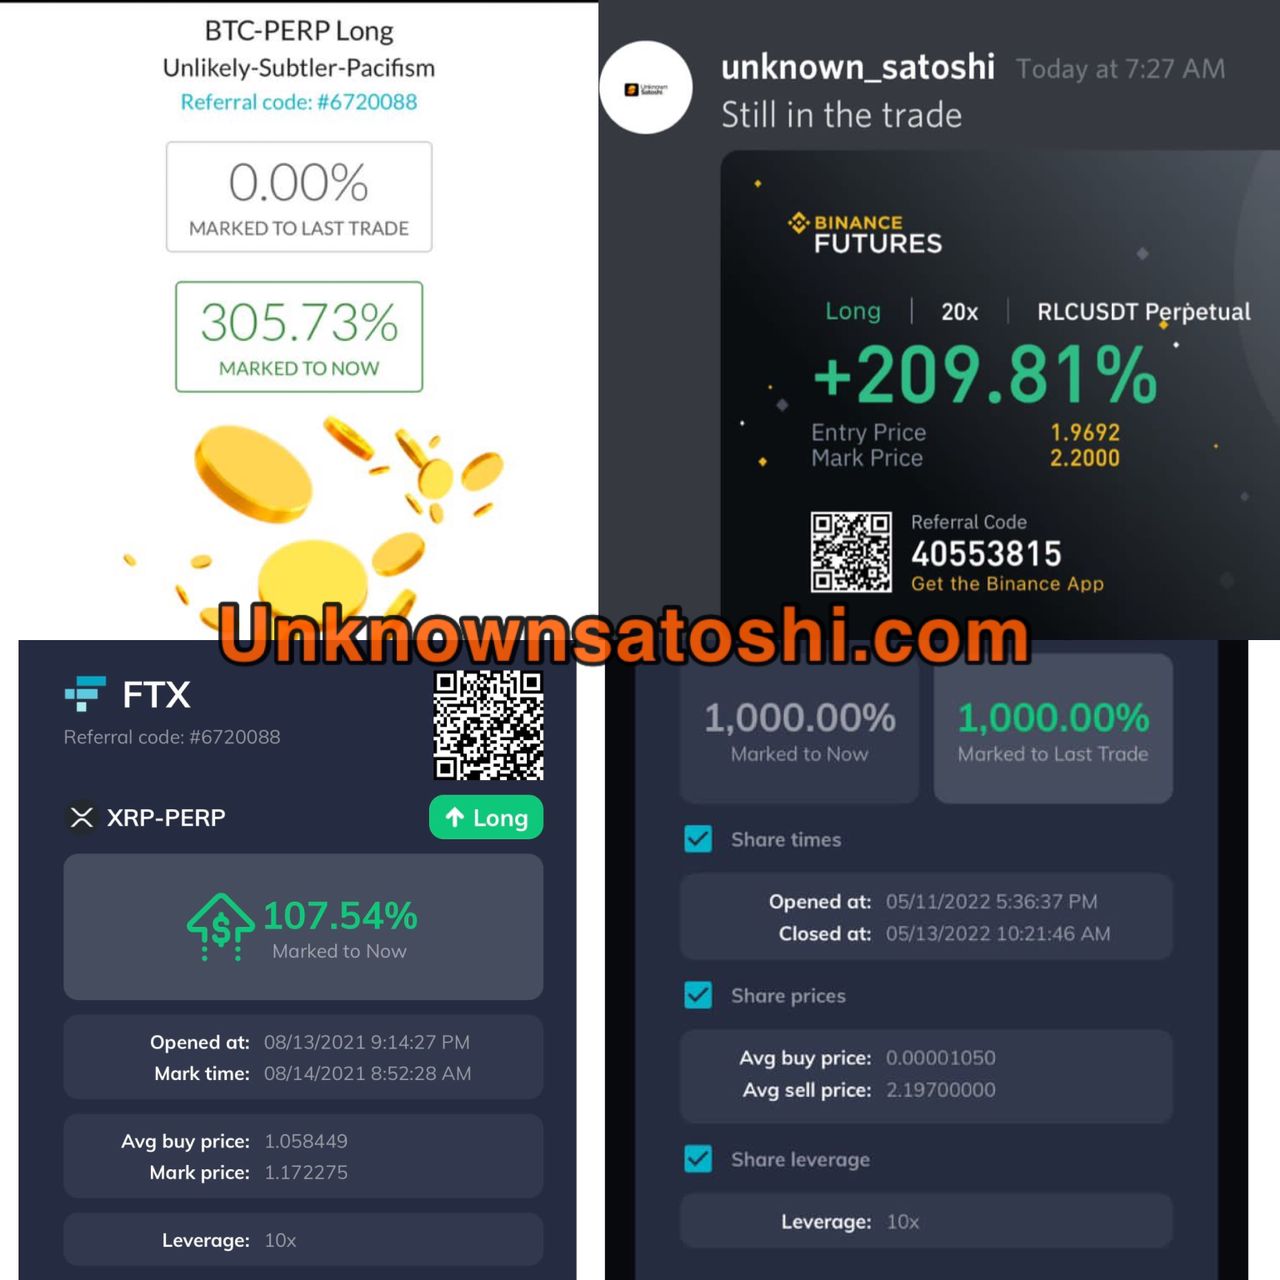 BTC-PERP Long
Unlikely-Subtler-Pacifism
Referral code: #6720088
0.00%
MARKED TO LAST TRADE
305.73%
MARKED TO NOW
unknown_satoshi Today at 7:27 AM
Still in the trade
Unknown
Satoshi
BINANCE
FUTURES
Long | 20x | RLCUSDT Perpetual
+209.81%
Entry Price 1.9692
Mark Price 2.2000
Referral Code
40553815
Get the Binance App
Unknownsatoshi.com
FTX
Referral code: #6720088
XRP-PERP
Long
107.54%
Marked to Now
Opened at: 08/13/2021 9:14:27 PM
Mark time: 08/14/2021 8:52:28 AM
Avg buy price: 1.058449
Mark price: 1.172275
Leverage: 10x
1,000.00%
Marked to Now
1,000.00%
Marked to Last Trade
Share times
Opened at: 05/11/2022 5:36:37 PM
Closed at: 05/13/2022 10:21:46 AM
Share prices
Avg buy price: 0.00001050
Avg sell price: 2.19700000
Share leverage
Leverage: 10x